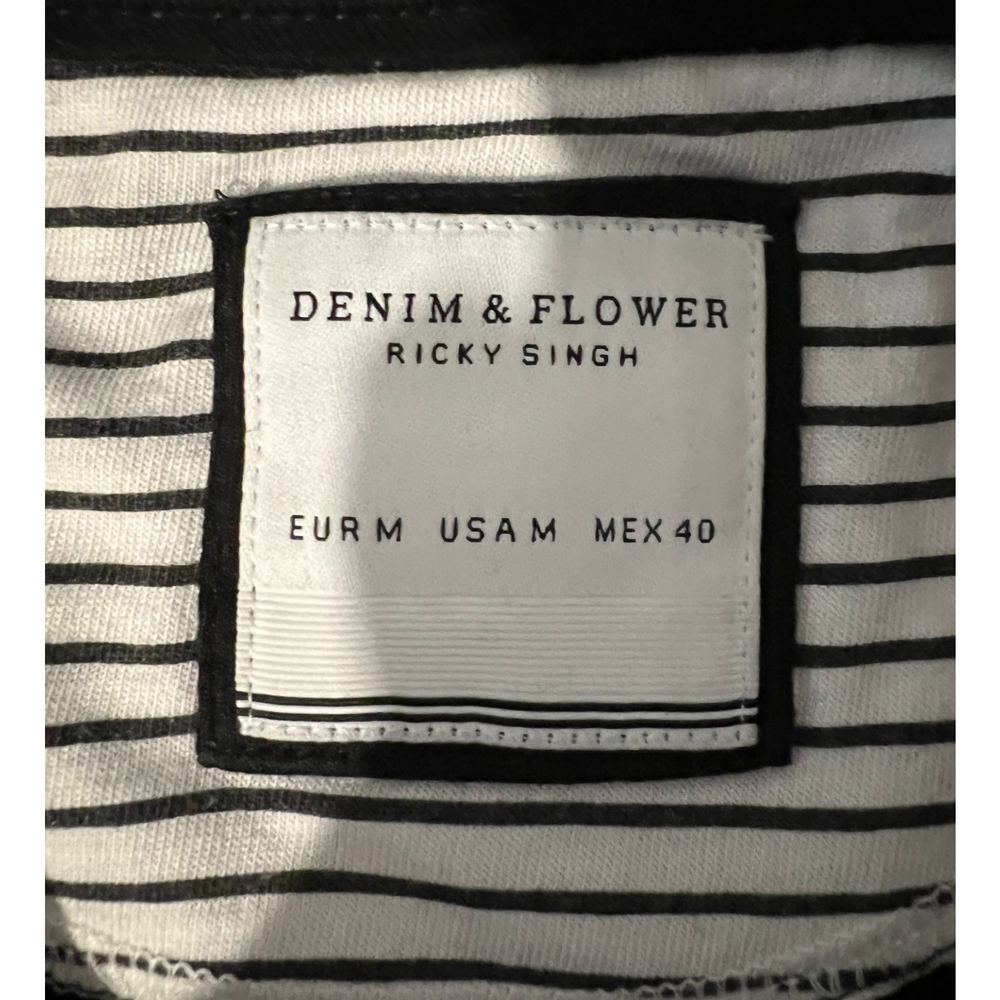 DENIM & FLOWER
RICKY SINGH
EUR M USA M MEX 40